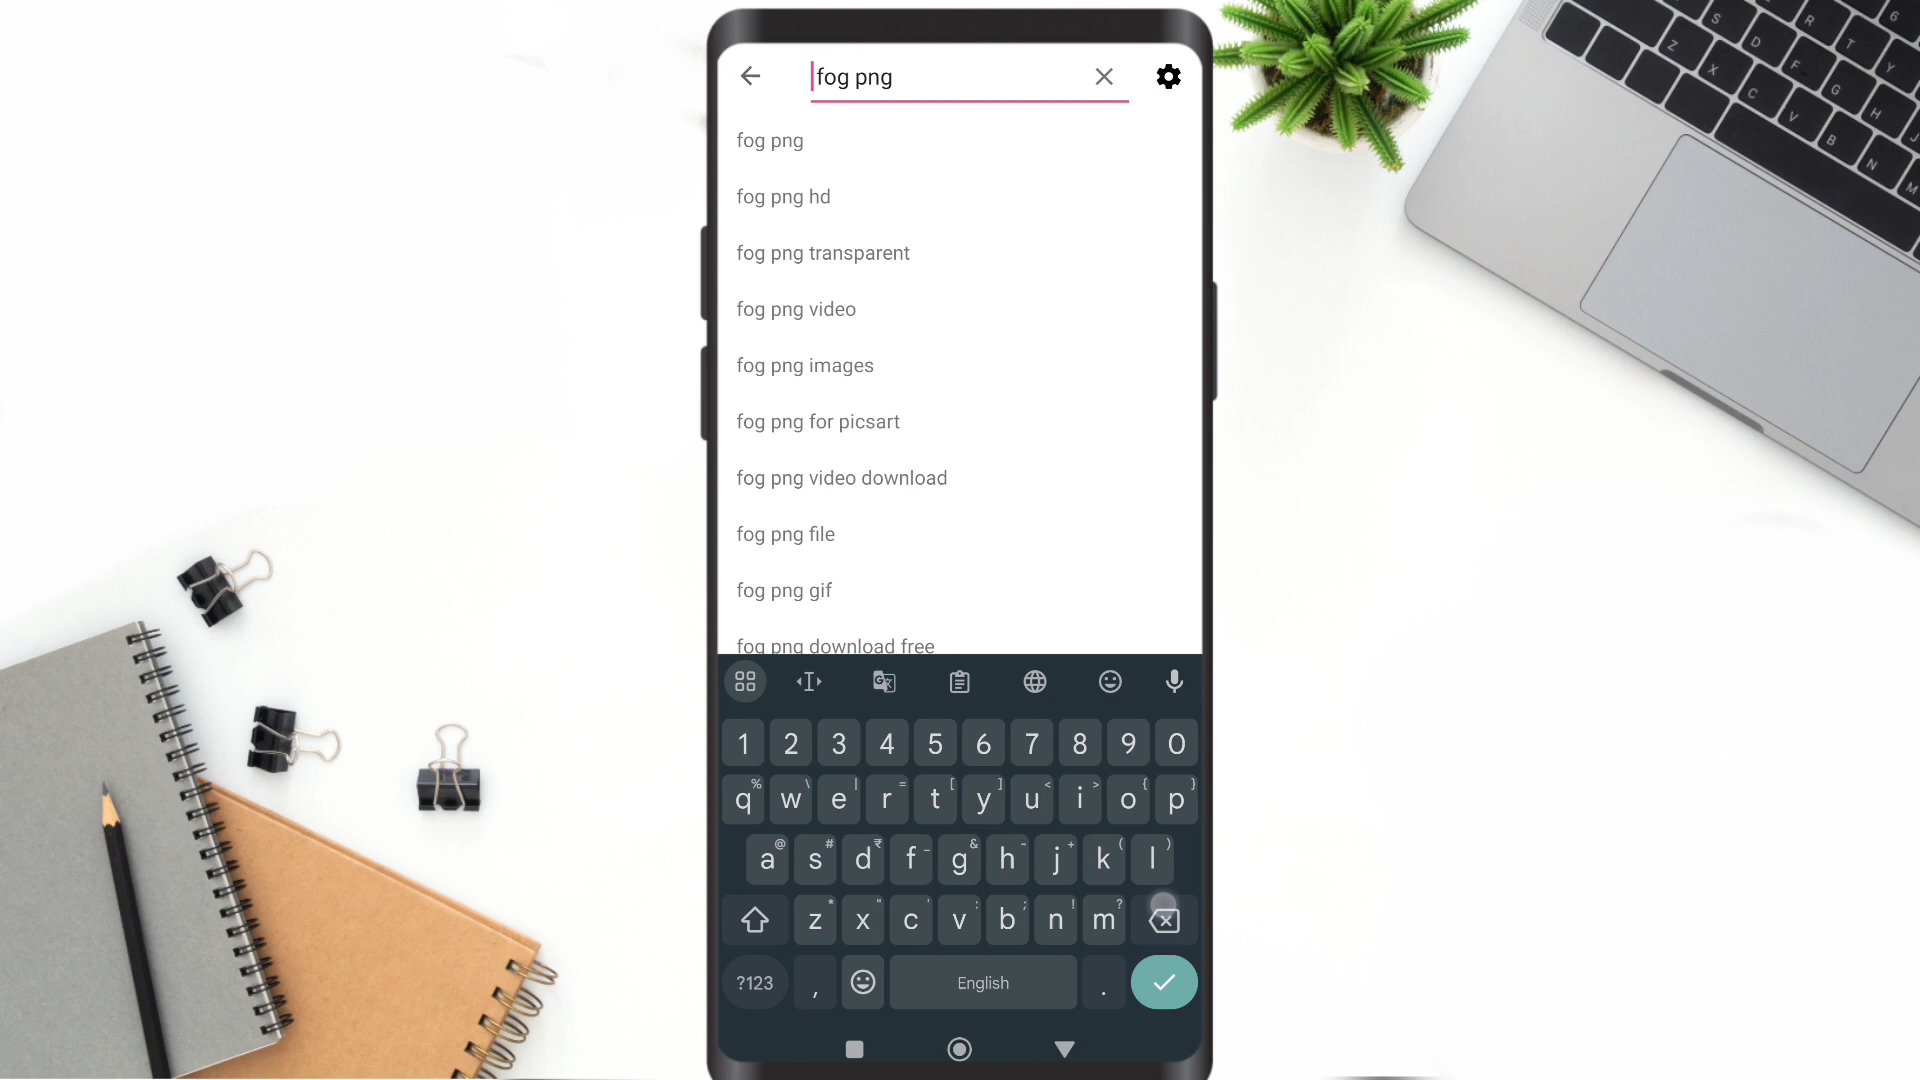 fog png
fog png
fog png hd
fog png transparent
fog png video
fog png images
fog png for picsart
fog png video download
fog png file
fog png gif
fog png download free
1 2 3 4 5 6 7 8 9 0
q % w \ e | r = t [ y ] u < i > o { p }
a @ s # d ₹ f _ g & h - j + k ( l )
z * x " c ' v : b ; n ! m ?
?123 , English .
6
S R Y
Z D T
X F G
C V H
B N M J